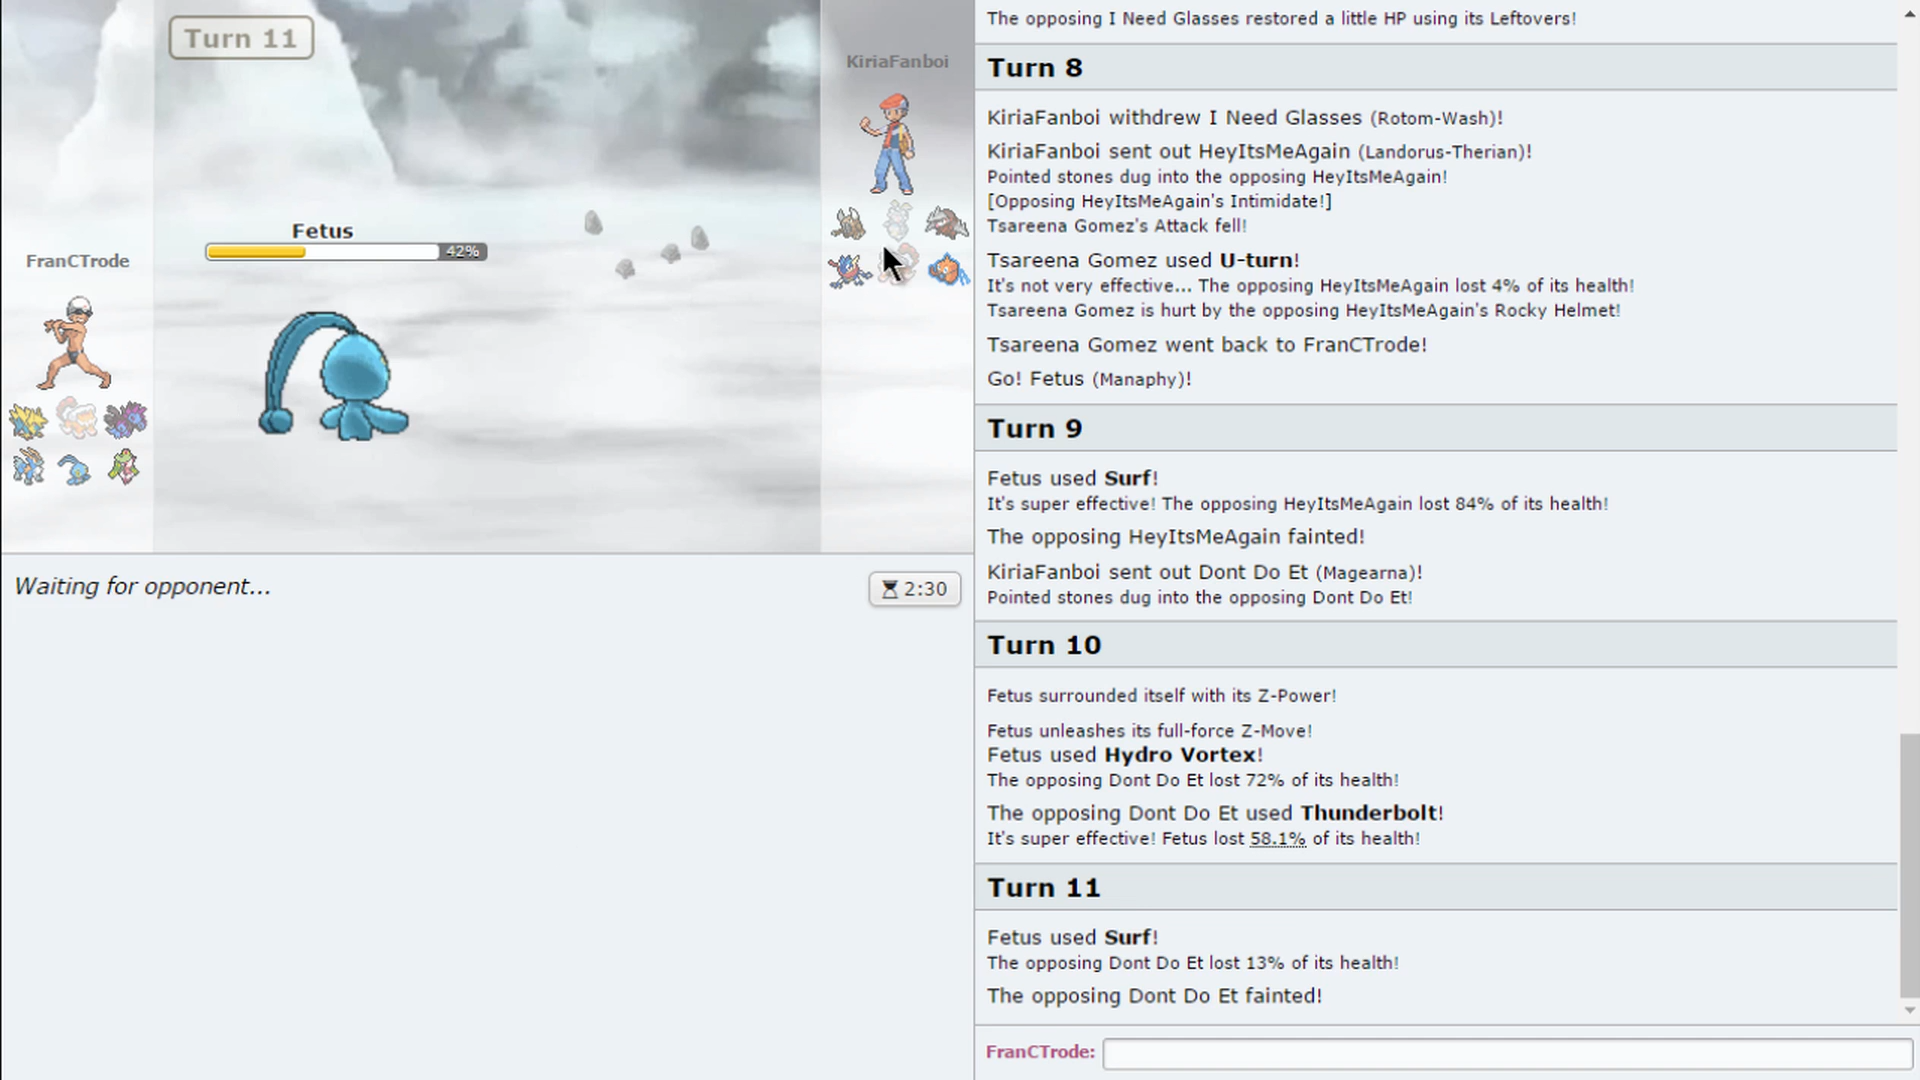 Turn 11
KiriaFanboi
Fetus
42%
FranCTrode
Waiting for opponent...
2:30
The opposing I Need Glasses restored a little HP using its Leftovers!
Turn 8
KiriaFanboi withdrew I Need Glasses (Rotom-Wash)!
KiriaFanboi sent out HeyItsMeAgain (Landorus-Therian)!
Pointed stones dug into the opposing HeyItsMeAgain!
[Opposing HeyItsMeAgain's Intimidate!]
Tsareena Gomez's Attack fell!
Tsareena Gomez used U-turn!
It's not very effective... The opposing HeyItsMeAgain lost 4% of its health!
Tsareena Gomez is hurt by the opposing HeyItsMeAgain's Rocky Helmet!
Tsareena Gomez went back to FranCTrode!
Go! Fetus (Manaphy)!
Turn 9
Fetus used Surf!
It's super effective! The opposing HeyItsMeAgain lost 84% of its health!
The opposing HeyItsMeAgain fainted!
KiriaFanboi sent out Dont Do Et (Magearna)!
Pointed stones dug into the opposing Dont Do Et!
Turn 10
Fetus surrounded itself with its Z-Power!
Fetus unleashes its full-force Z-Move!
Fetus used Hydro Vortex!
The opposing Dont Do Et lost 72% of its health!
The opposing Dont Do Et used Thunderbolt!
It's super effective! Fetus lost 58.1% of its health!
Turn 11
Fetus used Surf!
The opposing Dont Do Et lost 13% of its health!
The opposing Dont Do Et fainted!
FranCTrode: